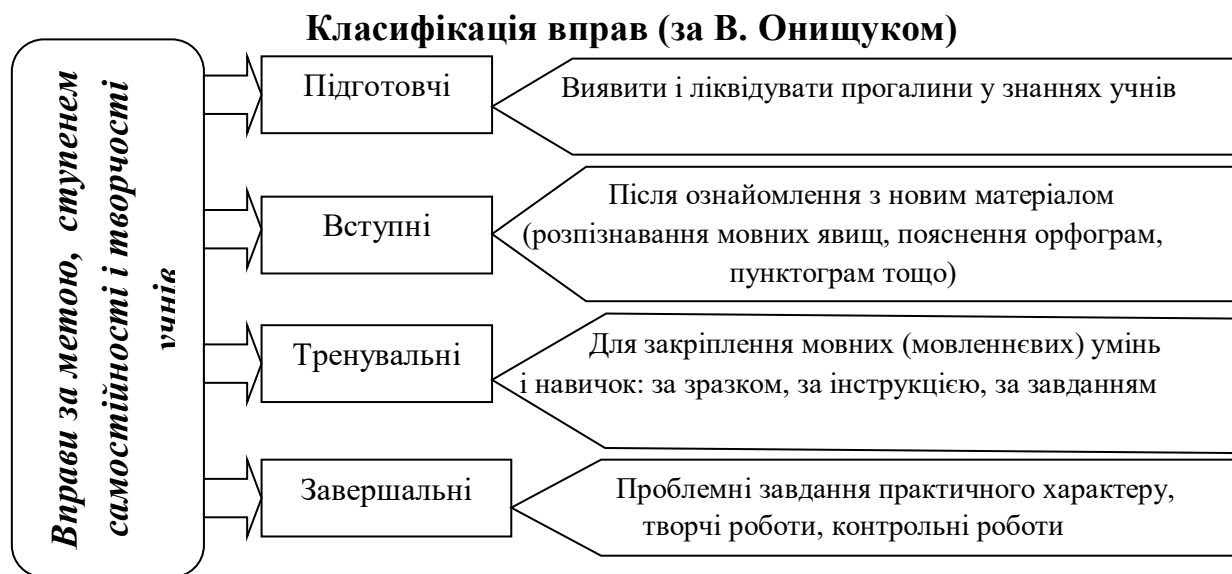 Класифікація вправ (за В. Онищуком)
Вправи за метою, ступенем
самостійності і творчості
учнів
Підготовчі
Виявити і ліквідувати прогалини у знаннях учнів
Вступні
Після ознайомлення з новим матеріалом
(розпізнавання мовних явищ, пояснення орфограм,
пунктограм тощо)
Тренувальні
Для закріплення мовних (мовленнєвих) умінь
і навичок: за зразком, за інструкцією, за завданням
Завершальні
Проблемні завдання практичного характеру,
творчі роботи, контрольні роботи